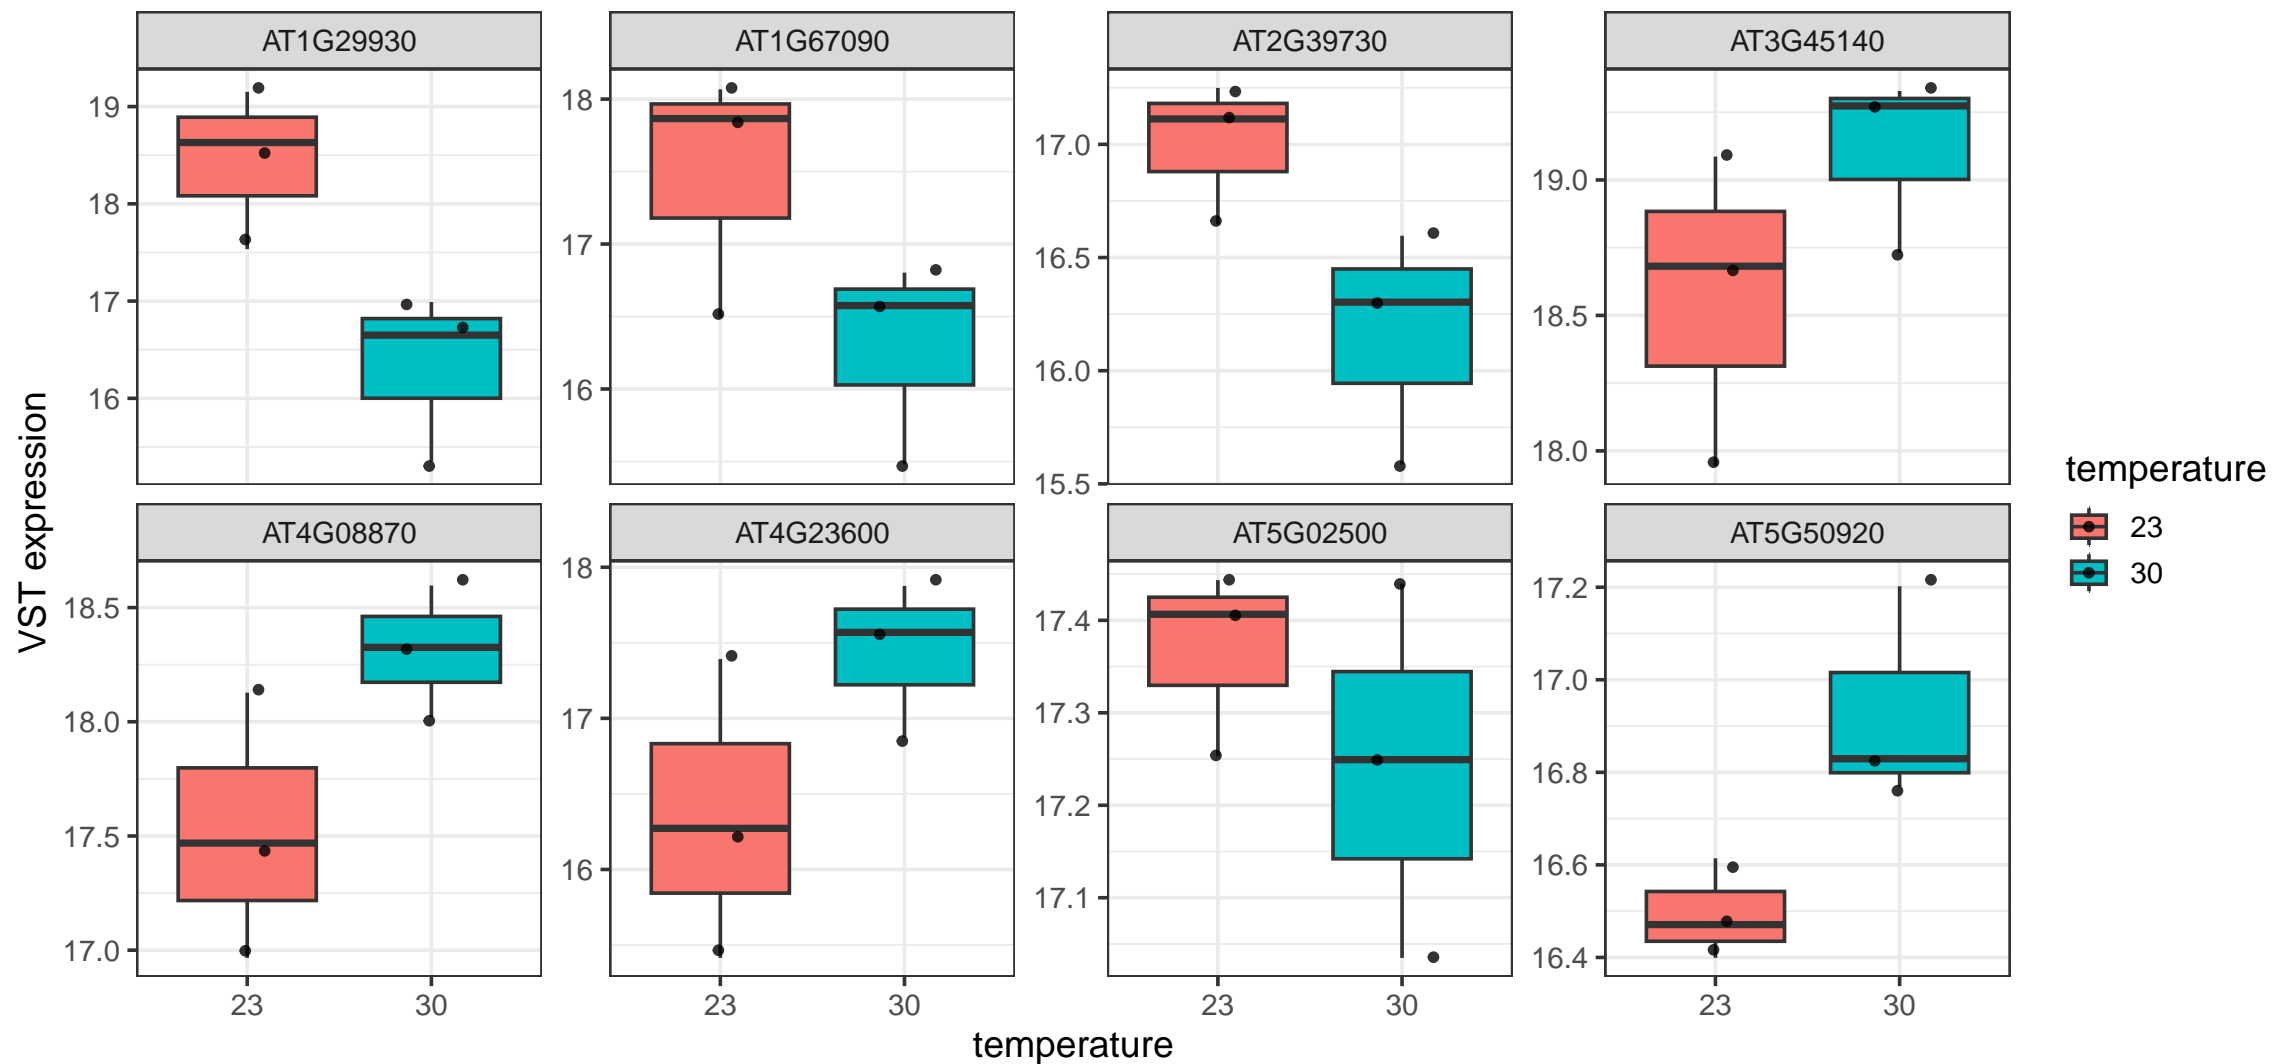 AT1G29930 AT1G67090 AT2G39730 AT3G45140
19 18 17 16
18 17 16
17.0 16.5 16.0 15.5
19.0 18.5 18.0
AT4G08870 AT4G23600 AT5G02500 AT5G50920
18.5 18.0 17.5 17.0
18 17 16
17.4 17.3 17.2 17.1
17.2 17.0 16.8 16.6 16.4
23 30 23 30 23 30 23 30
temperature
VST expression
temperature
23
30